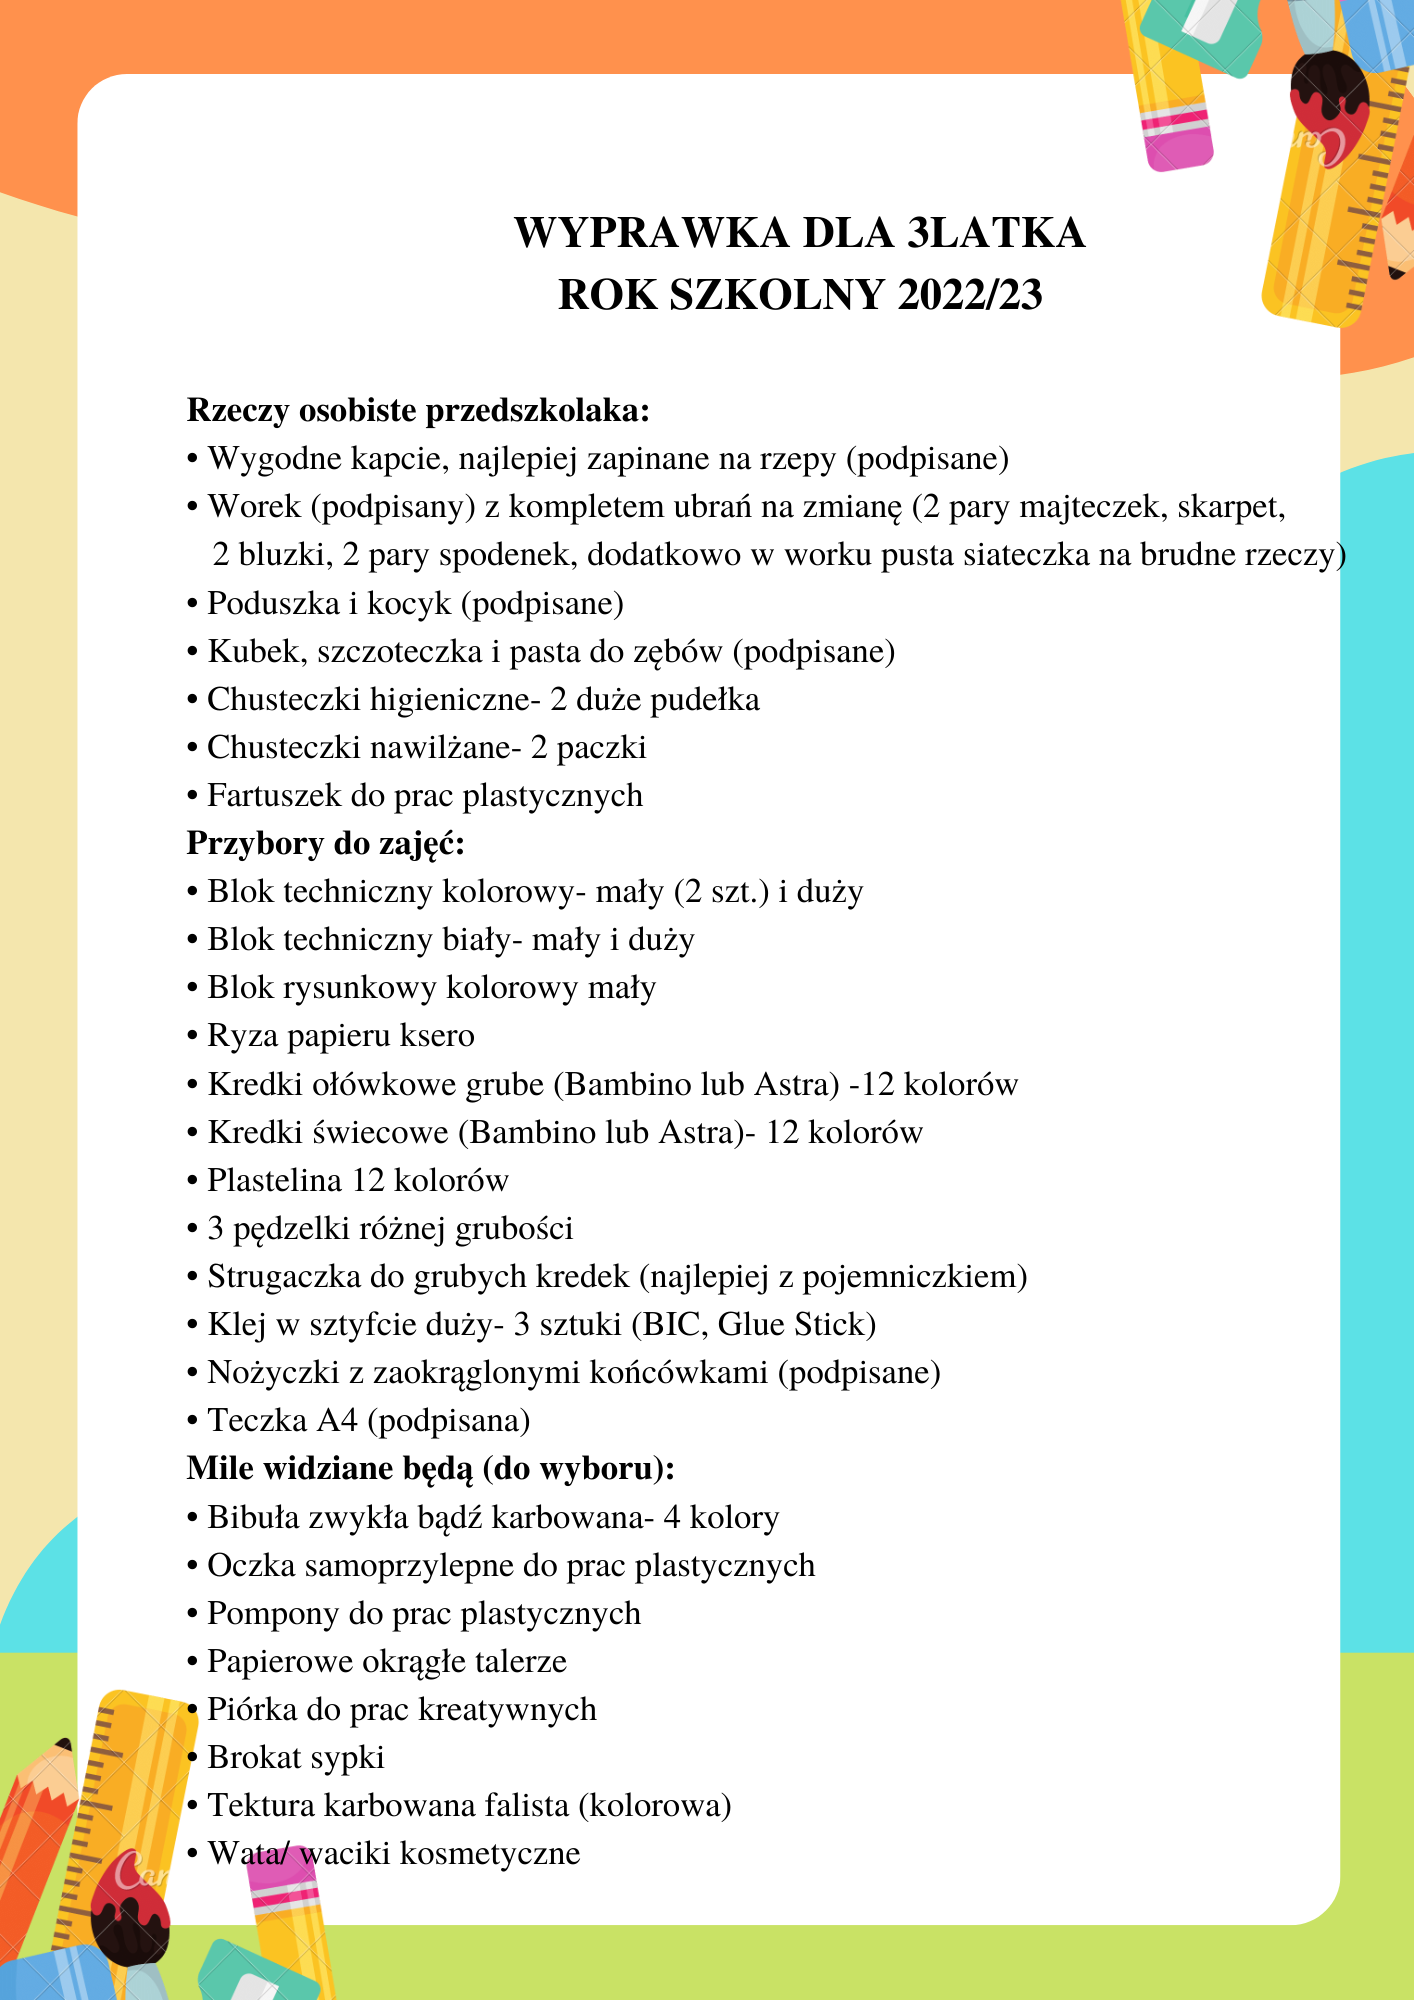 WYPRAWKA DLA 3LATKA
ROK SZKOLNY 2022/23
Rzeczy osobiste przedszkolaka:
• Wygodne kapcie, najlepiej zapinane na rzepy (podpisane)
• Worek (podpisany) z kompletem ubrań na zmianę (2 pary majteczek, skarpet,
2 bluzki, 2 pary spodenek, dodatkowo w worku pusta siateczka na brudne rzeczy)
• Poduszka i kocyk (podpisane)
• Kubek, szczoteczka i pasta do zębów (podpisane)
• Chusteczki higieniczne- 2 duże pudełka
• Chusteczki nawilżane- 2 paczki
• Fartuszek do prac plastycznych
Przybory do zajęć:
• Blok techniczny kolorowy- mały (2 szt.) i duży
• Blok techniczny biały- mały i duży
• Blok rysunkowy kolorowy mały
• Ryza papieru ksero
• Kredki ołówkowe grube (Bambino lub Astra) -12 kolorów
• Kredki świecowe (Bambino lub Astra)- 12 kolorów
• Plastelina 12 kolorów
• 3 pędzelki różnej grubości
• Strugaczka do grubych kredek (najlepiej z pojemniczkiem)
• Klej w sztyfcie duży- 3 sztuki (BIC, Glue Stick)
• Nożyczki z zaokrąglonymi końcówkami (podpisane)
• Teczka A4 (podpisana)
Mile widziane będą (do wyboru):
• Bibuła zwykła bądź karbowana- 4 kolory
• Oczka samoprzylepne do prac plastycznych
• Pompony do prac plastycznych
• Papierowe okrągłe talerze
• Piórka do prac kreatywnych
• Brokat sypki
• Tektura karbowana falista (kolorowa)
• Wata/ waciki kosmetyczne